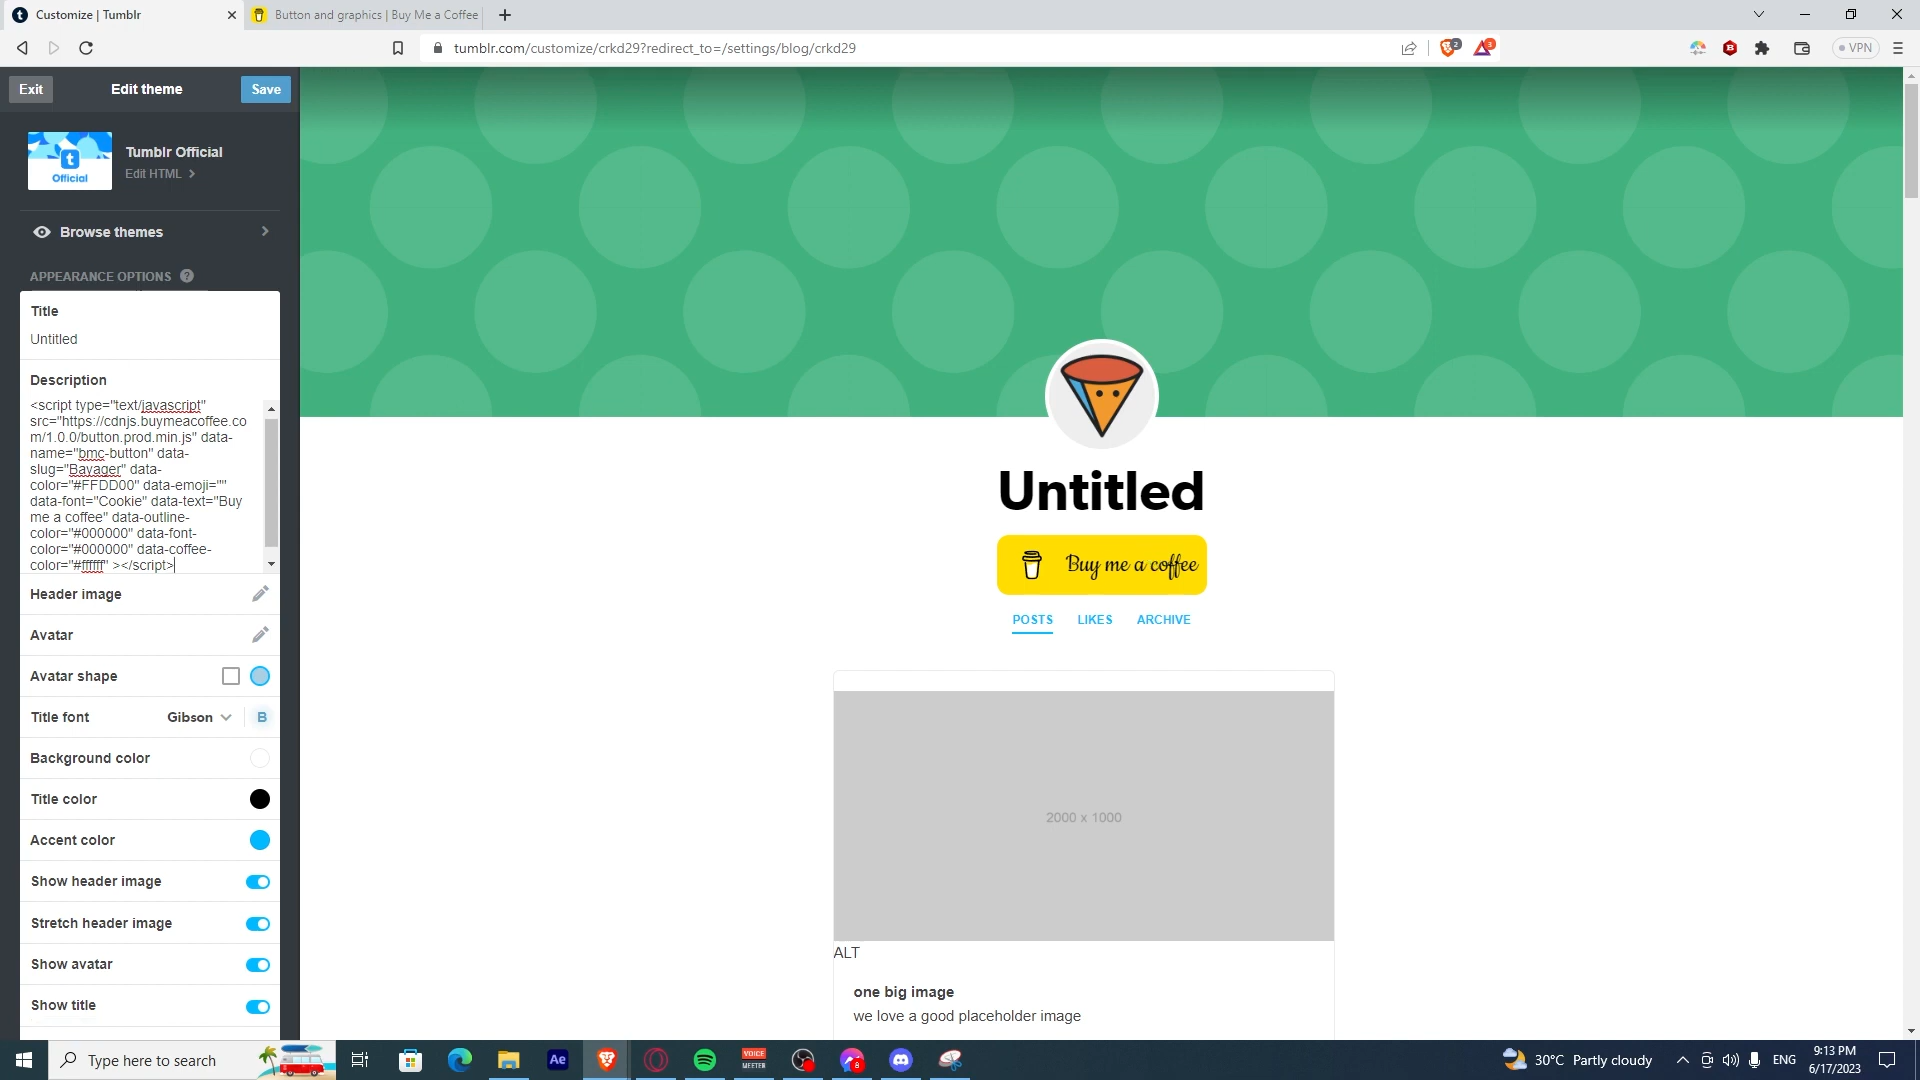 Customize | Tumblr
Button and graphics | Buy Me a Coffee
tumblr.com/customize/crkd29?redirect_to=/settings/blog/crkd29
2
3
VPN
Exit
Edit theme
Save
Official
Tumblr Official
Edit HTML
Browse themes
APPEARANCE OPTIONS ?
Title
Untitled
Description
<script type="text/javascript"
src="https://cdnjs.buymeacoffee.co
m/1.0.0/button.prod.min.js" data-
name="bmc-button" data-
slug="Bavager" data-
color="#FFDD00" data-emoji=""
data-font="Cookie" data-text="Buy
me a coffee" data-outline-
color="#000000" data-font-
color="#000000" data-coffee-
color="#ffffff" ></script>
Header image
Avatar
Avatar shape
Title font
Gibson
B
Background color
Title color
Accent color
Show header image
Stretch header image
Show avatar
Show title
Untitled
Buy me a coffee
POSTS
LIKES
ARCHIVE
2000 x 1000
ALT
one big image
we love a good placeholder image
Type here to search
Ae
VOICE
MEETER
8
30°C Partly cloudy
ENG
9:13 PM
6/17/2023